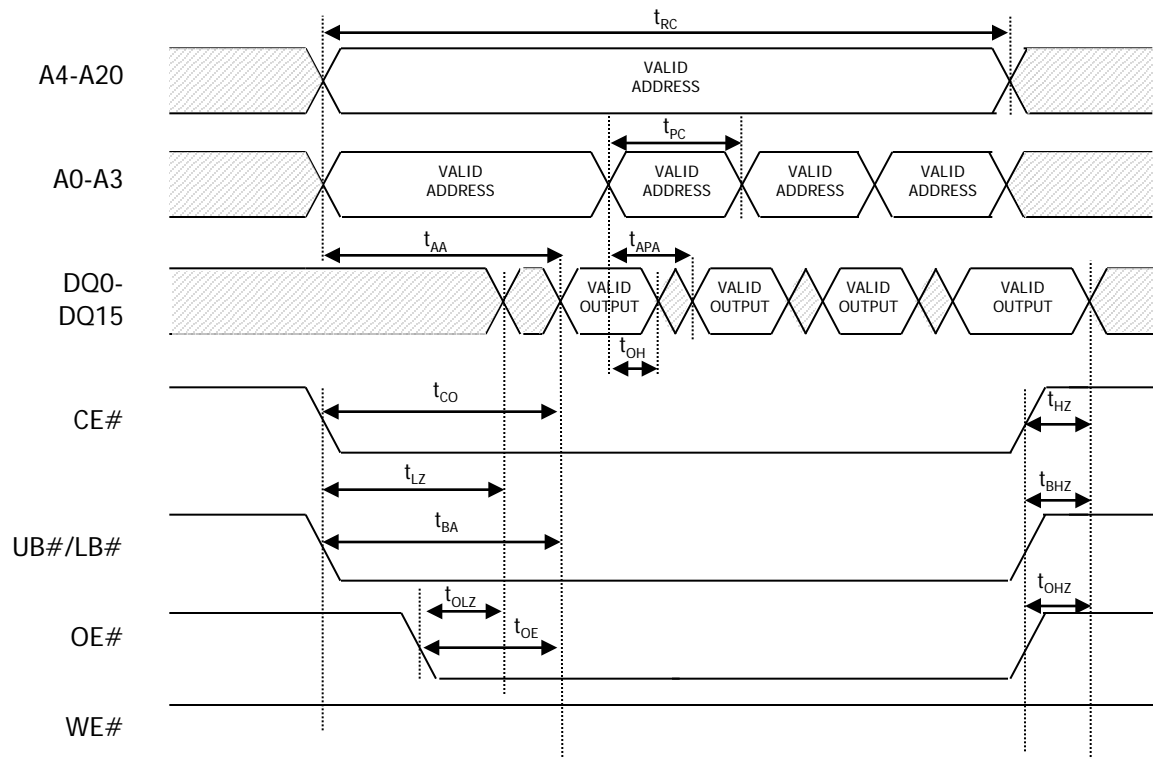 tRC
A4-A20
VALID
ADDRESS
tPC
A0-A3
VALID
ADDRESS
VALID
ADDRESS
VALID
ADDRESS
VALID
ADDRESS
tAA
tAPA
DQ0-
DQ15
VALID
OUTPUT
VALID
OUTPUT
VALID
OUTPUT
VALID
OUTPUT
tOH
CE#
tCO
tHZ
tLZ
tBHZ
UB#/LB#
tBA
tOLZ
tOHZ
OE#
tOE
WE#